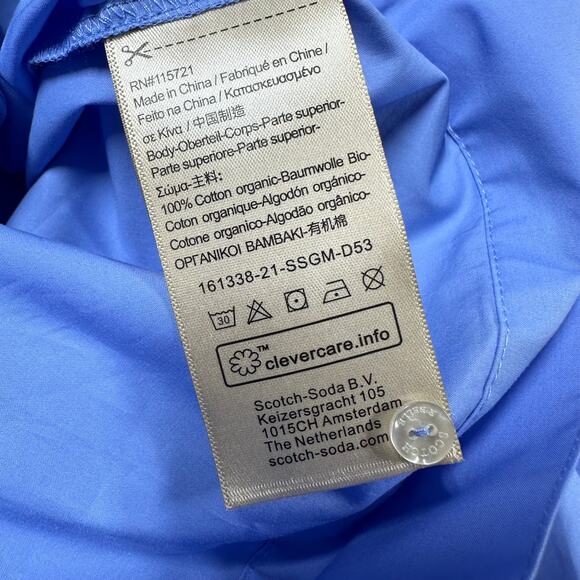 RN#115721
Made in China / Fabriqué en Chine /
Feito na China / Κατασκευασμένο
σε Κίνα / 中国制造
Body-Oberteil-Corps-Parte superior-
Parte superiore-Parte superior-
Σώμα-主料:
100% Cotton organic-Baumwolle Bio-
Coton organique-Algodón orgánico-
Cotone organico-Algodão orgânico-
ΟΡΓΑΝΙΚΟΙ ΒΑΜΒΑΚΙ-有机棉
161338-21-SSGM-D53
30
™ clevercare.info
Scotch-Soda B.V.
Keizersgracht 105
1015CH Amsterdam
The Netherlands
scotch-soda.com
SCOTCH